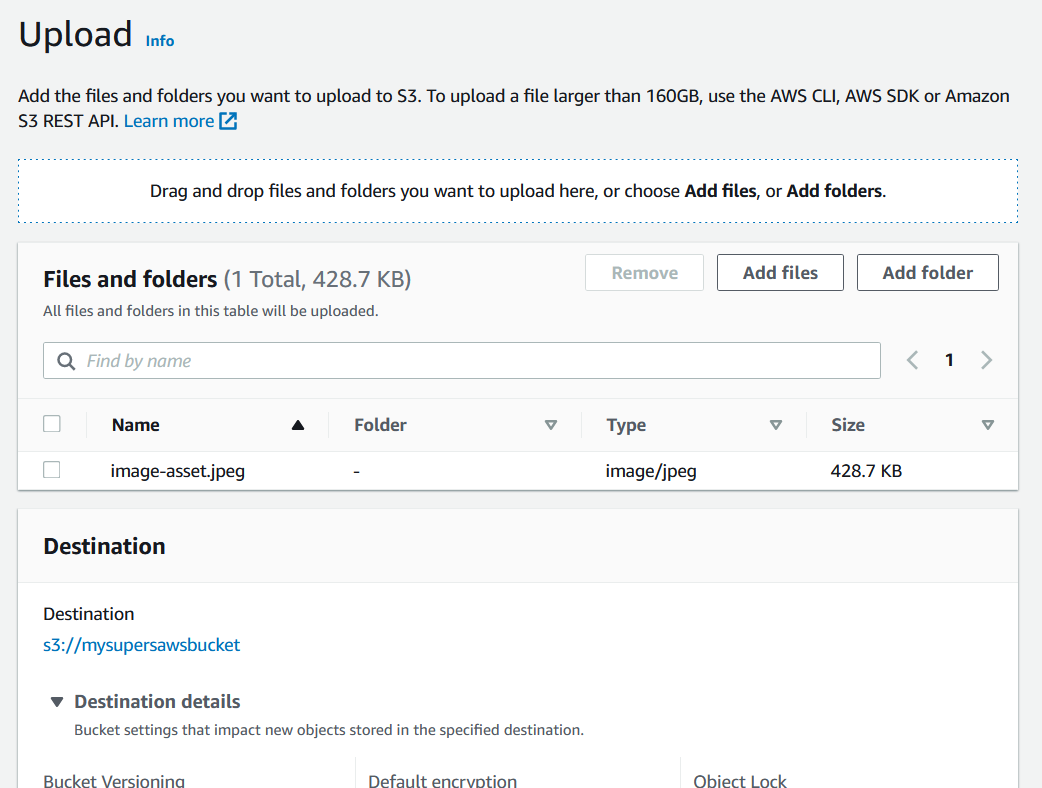 Upload Info
Add the files and folders you want to upload to S3. To upload a file larger than 160GB, use the AWS CLI, AWS SDK or Amazon
S3 REST API. Learn more
Drag and drop files and folders you want to upload here, or choose Add files, or Add folders.
Files and folders (1 Total, 428.7 KB)
Remove
Add files
Add folder
All files and folders in this table will be uploaded.
Find by name
1
Name Folder Type Size
image-asset.jpeg - image/jpeg 428.7 KB
Destination
Destination
s3://mysupersawsbucket
Destination details
Bucket settings that impact new objects stored in the specified destination.
Bucket Versioning Default encryption Object Lock